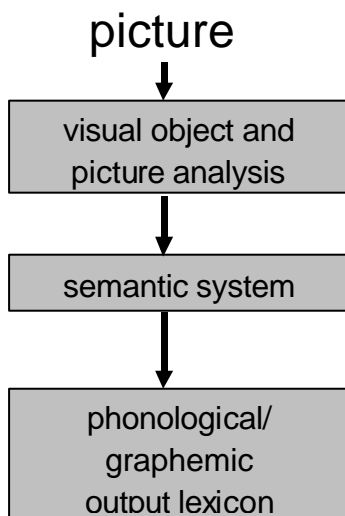 picture
visual object and
picture analysis
semantic system
phonological/
graphemic
output lexicon